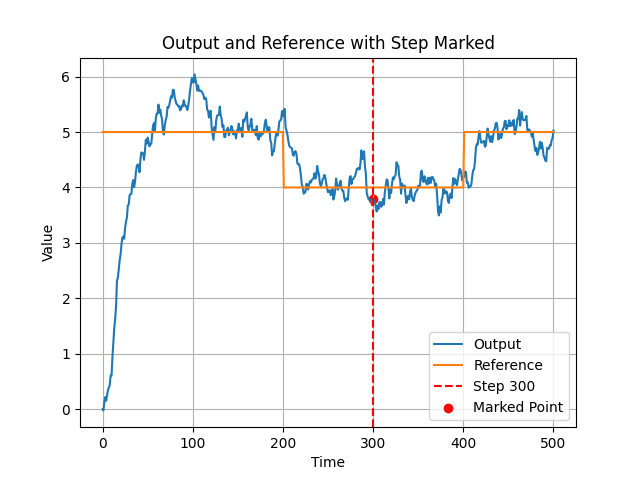 Output and Reference with Step Marked
Value
6
5
4
3
2
1
0
0 100 200 300 400 500
Time
Output
Reference
Step 300
Marked Point